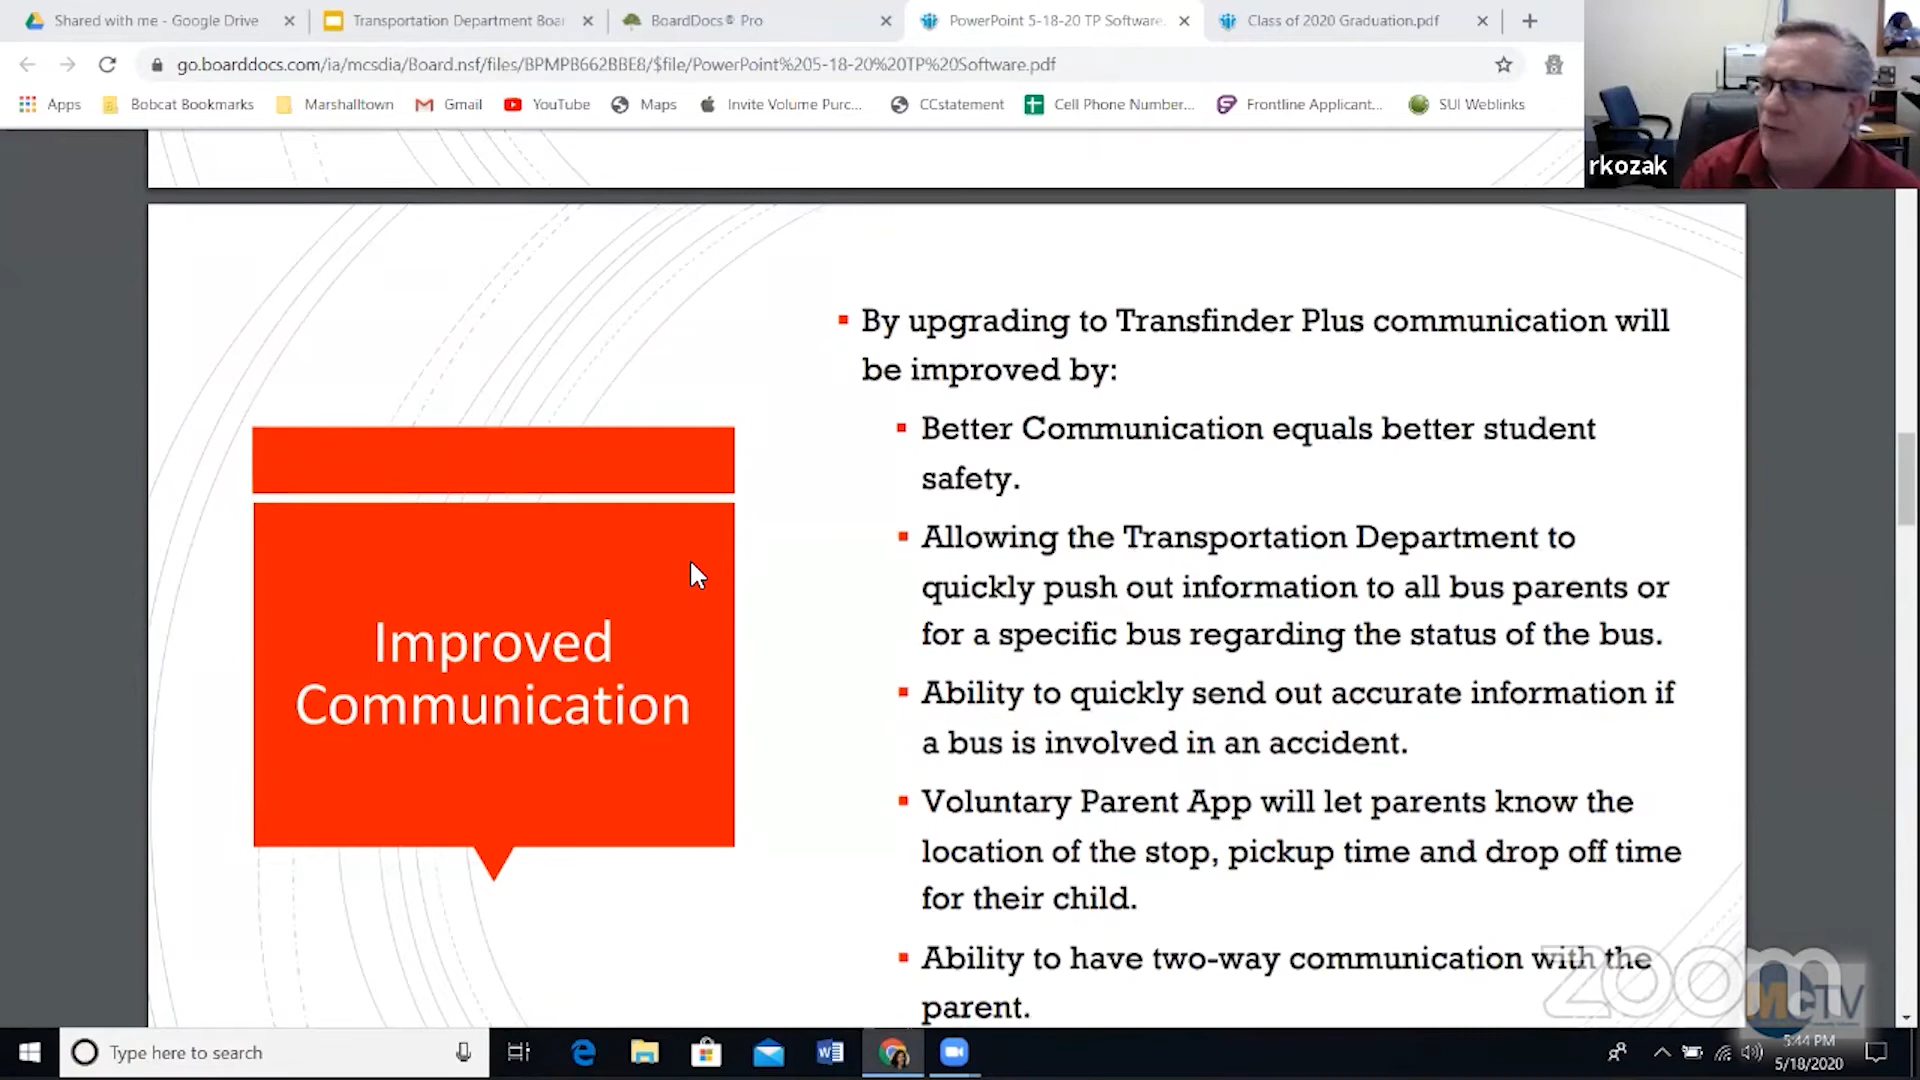 Shared with me - Google Drive
Transportation Department Boar
BoardDocs® Pro
PowerPoint 5-18-20 TP Software.
Class of 2020 Graduation.pdf
go.boarddocs.com/ia/mcsdia/Board.nsf/files/BPMPB662BBE8/$file/PowerPoint%205-18-20%20TP%20Software.pdf
Apps
Bobcat Bookmarks
Marshalltown
Gmail
YouTube
Maps
Invite Volume Purc...
CCstatement
Cell Phone Number...
Frontline Applicant...
SUI Weblinks
rkozak
Improved
Communication
By upgrading to Transfinder Plus communication will
be improved by:
Better Communication equals better student
safety.
Allowing the Transportation Department to
quickly push out information to all bus parents or
for a specific bus regarding the status of the bus.
Ability to quickly send out accurate information if
a bus is involved in an accident.
Voluntary Parent App will let parents know the
location of the stop, pickup time and drop off time
for their child.
Ability to have two-way communication with the
parent.
zoom
McTV
Type here to search
5:44 PM
5/18/2020